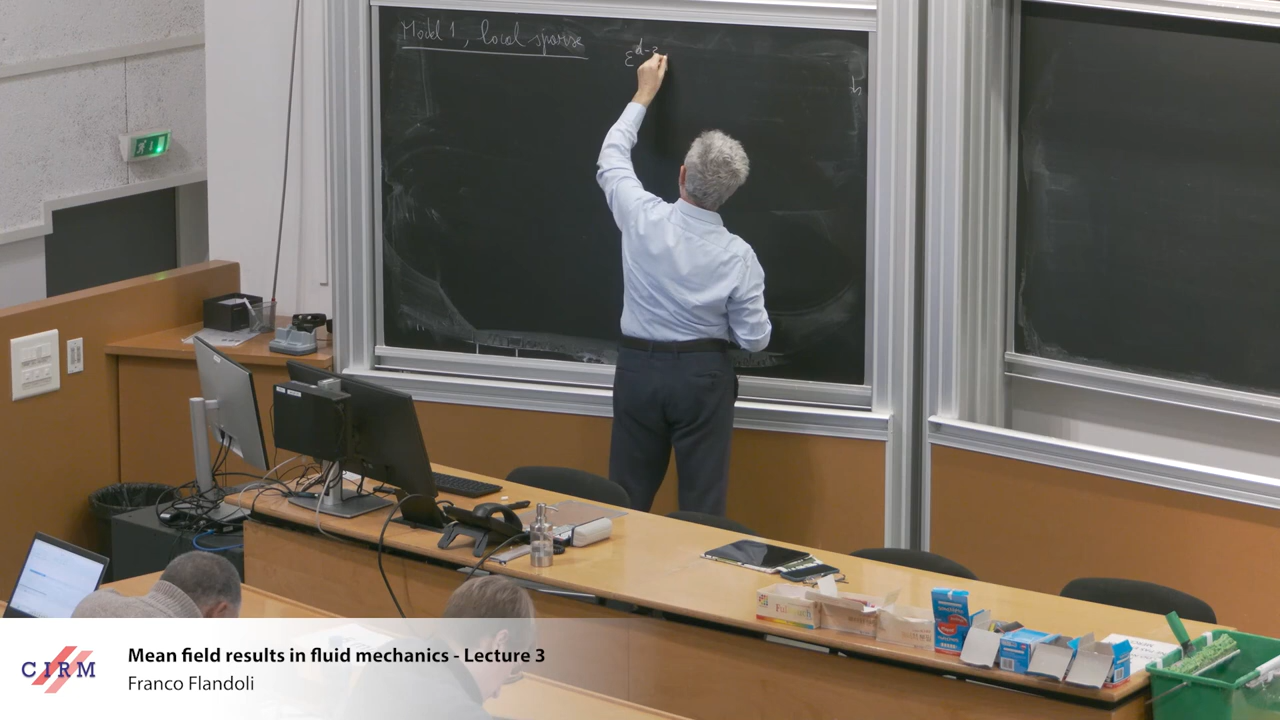 Model 1, local sparse
ε^d-2
CIRM
Mean field results in fluid mechanics - Lecture 3
Franco Flandoli